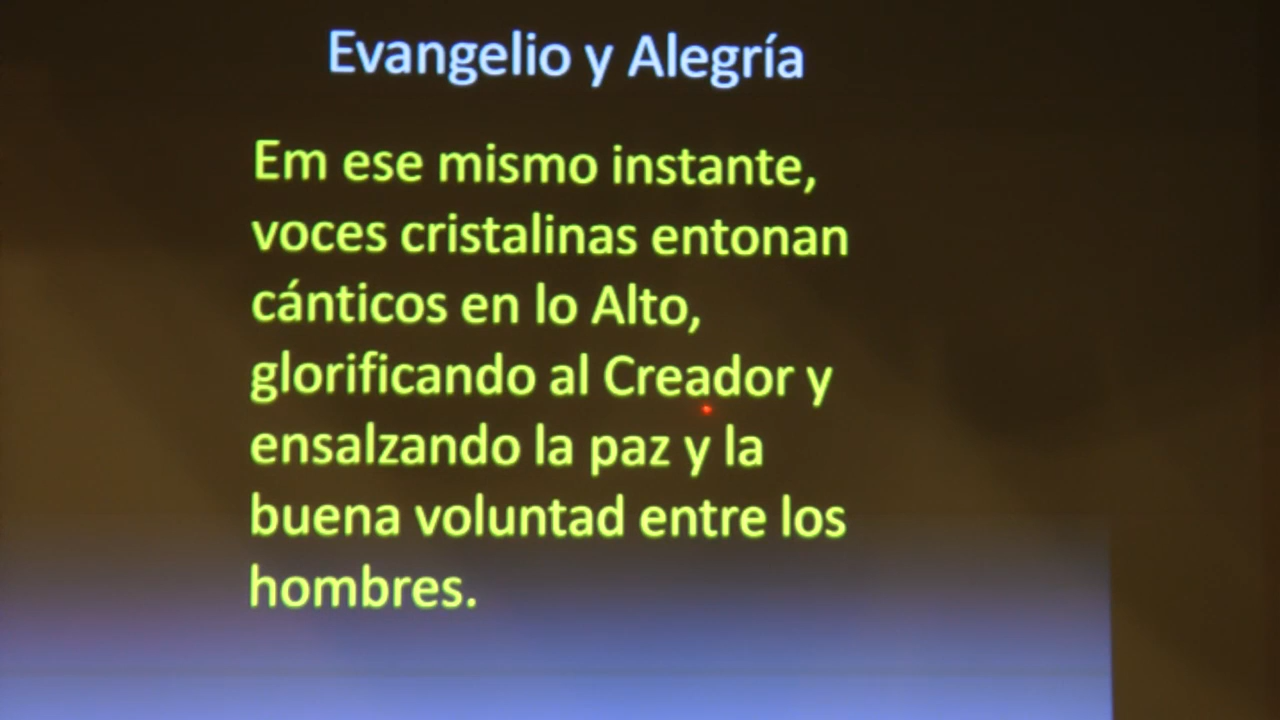 Evangelio y Alegría
Em ese mismo instante,
voces cristalinas entonan
cánticos en lo Alto,
glorificando al Creador y
ensalzando la paz y la
buena voluntad entre los
hombres.